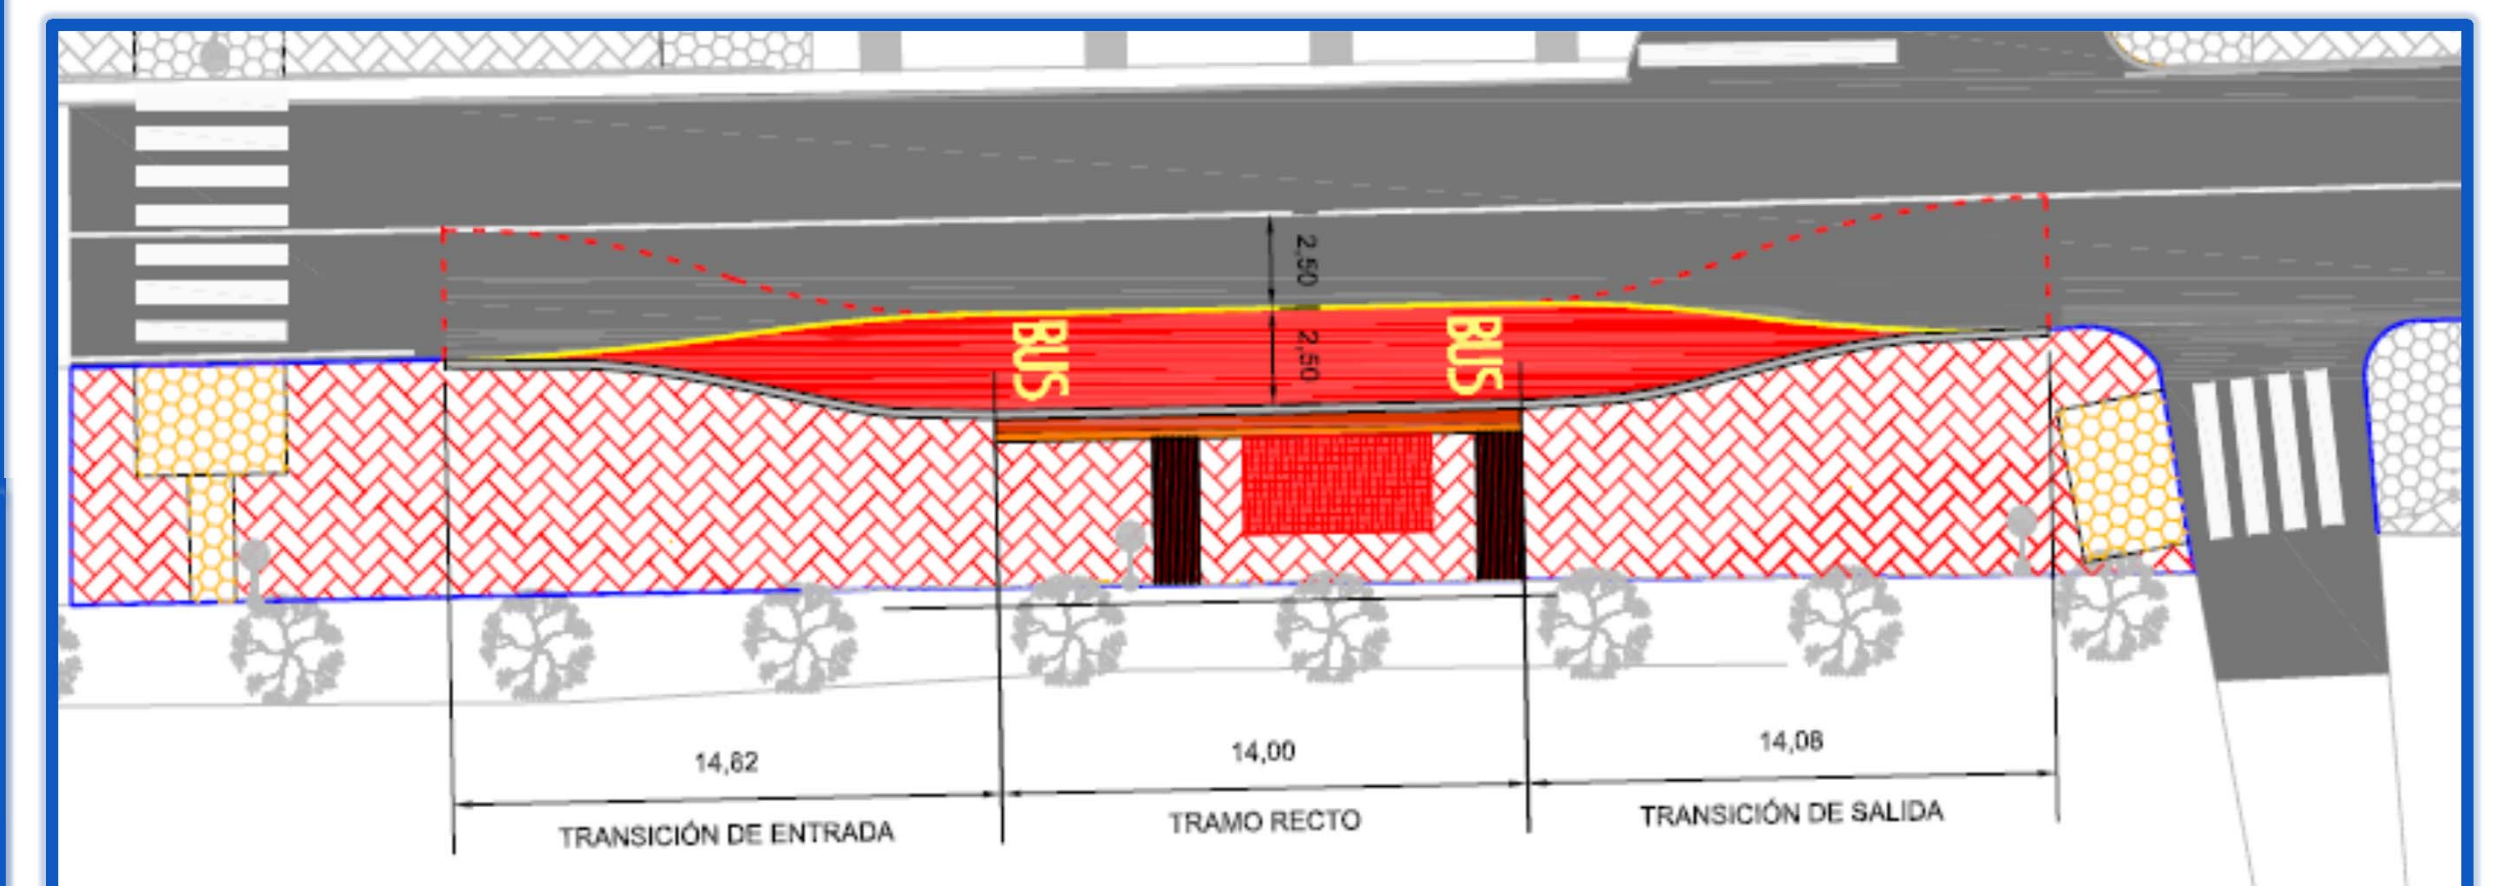 2,50
2,50
BUS
BUS
14,62
14,00
14,08
TRANSICIÓN DE ENTRADA
TRAMO RECTO
TRANSICIÓN DE SALIDA